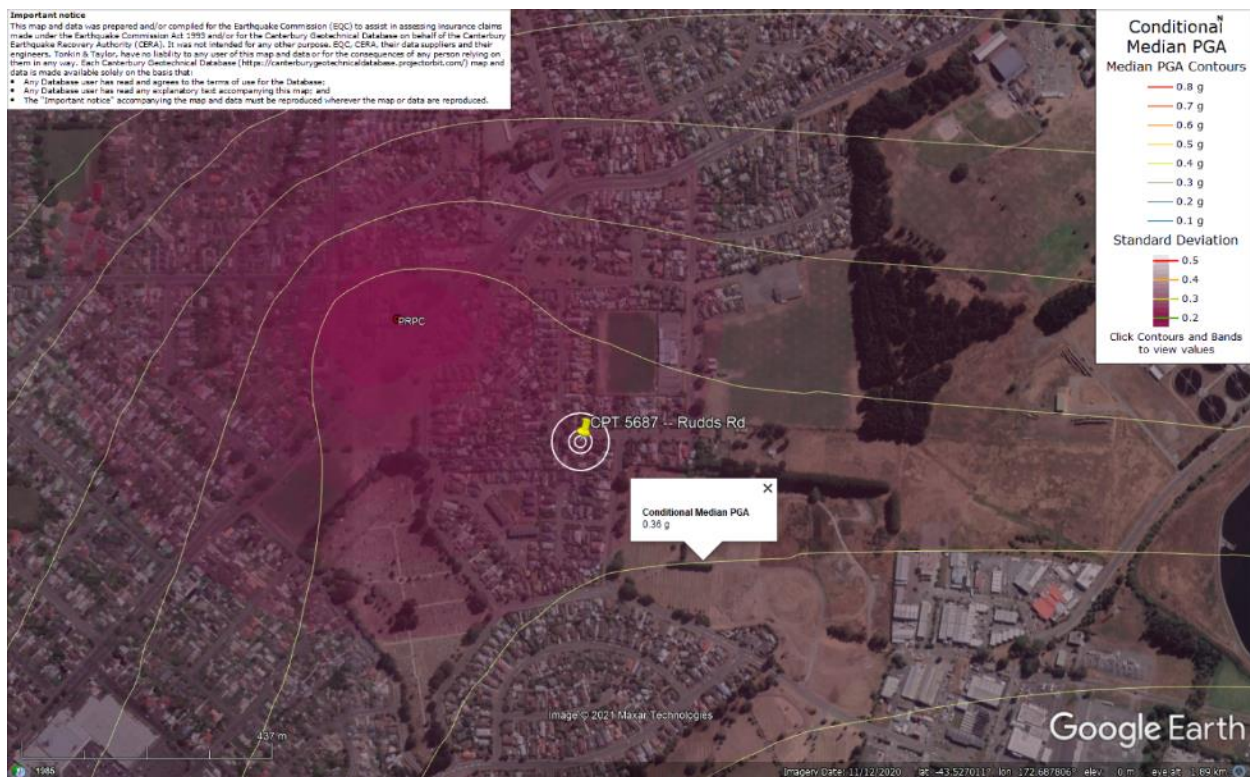 Important notice
This map and data was prepared and/or compiled for the Earthquake Commission (EQC) to assist in assessing insurance claims
made under the Earthquake Commission Act 1993 and/or for the Canterbury Geotechnical Database on behalf of the Canterbury
Earthquake Recovery Authority (CERA). It was not intended for any other purpose. EQC, CERA, their data suppliers and their
engineers, Tonkin & Taylor, have no liability to any user of this map and data or for the consequences of any person relying on
them in any way. Each Canterbury Geotechnical Database (https://canterburygeotechnicaldatabase.projectorbit.com/) map and
data is made available solely on the basis that:
• Any Database user has read and agrees to the terms of use for the Database;
• Any Database user has read any explanatory text accompanying this map; and
• The "Important notice" accompanying the map and data must be reproduced wherever the map or data are reproduced.
N
Conditional
Median PGA
Median PGA Contours
0.8 g
0.7 g
0.6 g
0.5 g
0.4 g
0.3 g
0.2 g
0.1 g
Standard Deviation
0.5
0.4
0.3
0.2
Click Contours and Bands
to view values
PRPC
CPT 5687 -- Rudds Rd
Conditional Median PGA
0.36 g
Image © 2021 Maxar Technologies
Google Earth
437 m
1985
Imagery Date: 11/12/2020 lat -43.527011° lon 172.687806° elev 0 m eye alt 1.89 km